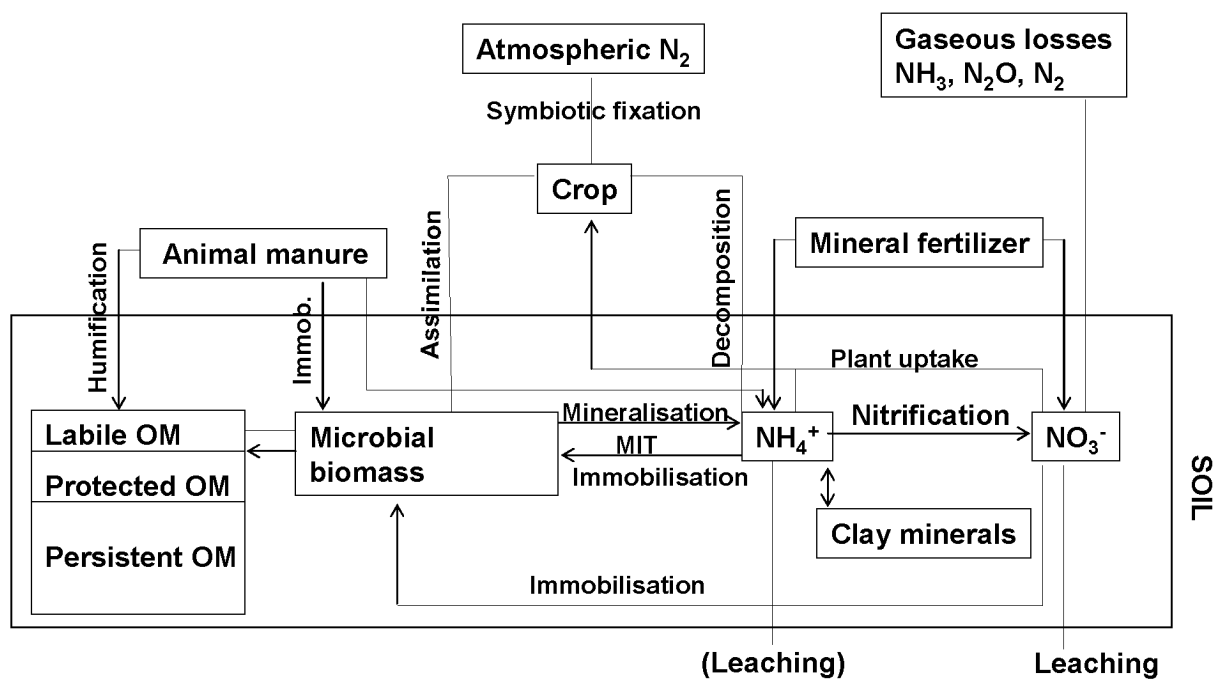 Atmospheric N₂
Gaseous losses
NH₃, N₂O, N₂
Symbiotic fixation
Crop
Animal manure
Mineral fertilizer
Humification
Immob.
Assimilation
Decomposition
Plant uptake
Labile OM
Protected OM
Persistent OM
Microbial
biomass
Mineralisation
MIT
Immobilisation
NH₄⁺
Nitrification
NO₃⁻
Clay minerals
SOIL
Immobilisation
(Leaching)
Leaching